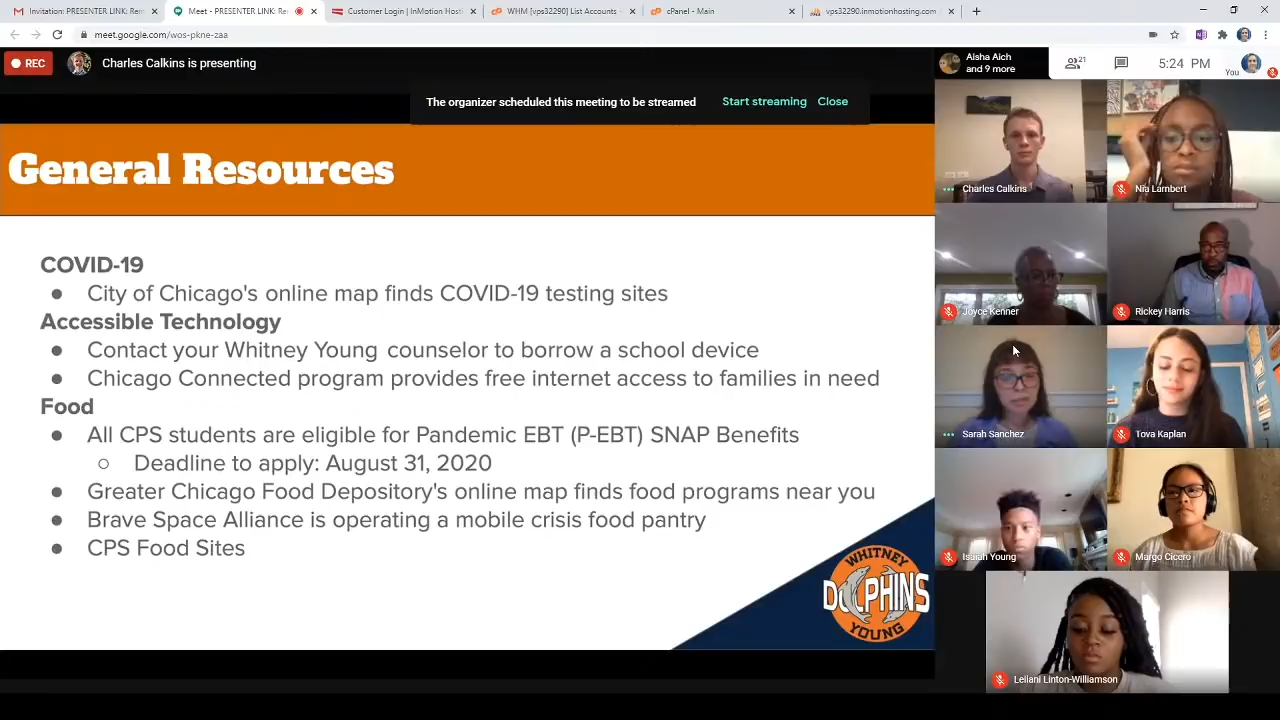 Invitation: PRESENTER LINK: Rem
Meet - PRESENTER LINK: Re
Customer Login | InMotion Hosti
WHM [vps32290] List Accounts -
cPanel - Main
vps32290.inmotionhosting.com
meet.google.com/wos-pkne-zaa
REC
Charles Calkins is presenting
Aisha Aich
and 9 more
21
5:24 PM
You
The organizer scheduled this meeting to be streamed
Start streaming
Close
General Resources
COVID-19
● City of Chicago's online map finds COVID-19 testing sites
Accessible Technology
● Contact your Whitney Young counselor to borrow a school device
● Chicago Connected program provides free internet access to families in need
Food
● All CPS students are eligible for Pandemic EBT (P-EBT) SNAP Benefits
○ Deadline to apply: August 31, 2020
● Greater Chicago Food Depository's online map finds food programs near you
● Brave Space Alliance is operating a mobile crisis food pantry
● CPS Food Sites
WHITNEY
DOLPHINS
YOUNG
Charles Calkins
Nia Lambert
Joyce Kenner
Rickey Harris
Sarah Sanchez
Tova Kaplan
Isaiah Young
Margo Cicero
Leilani Linton-Williamson